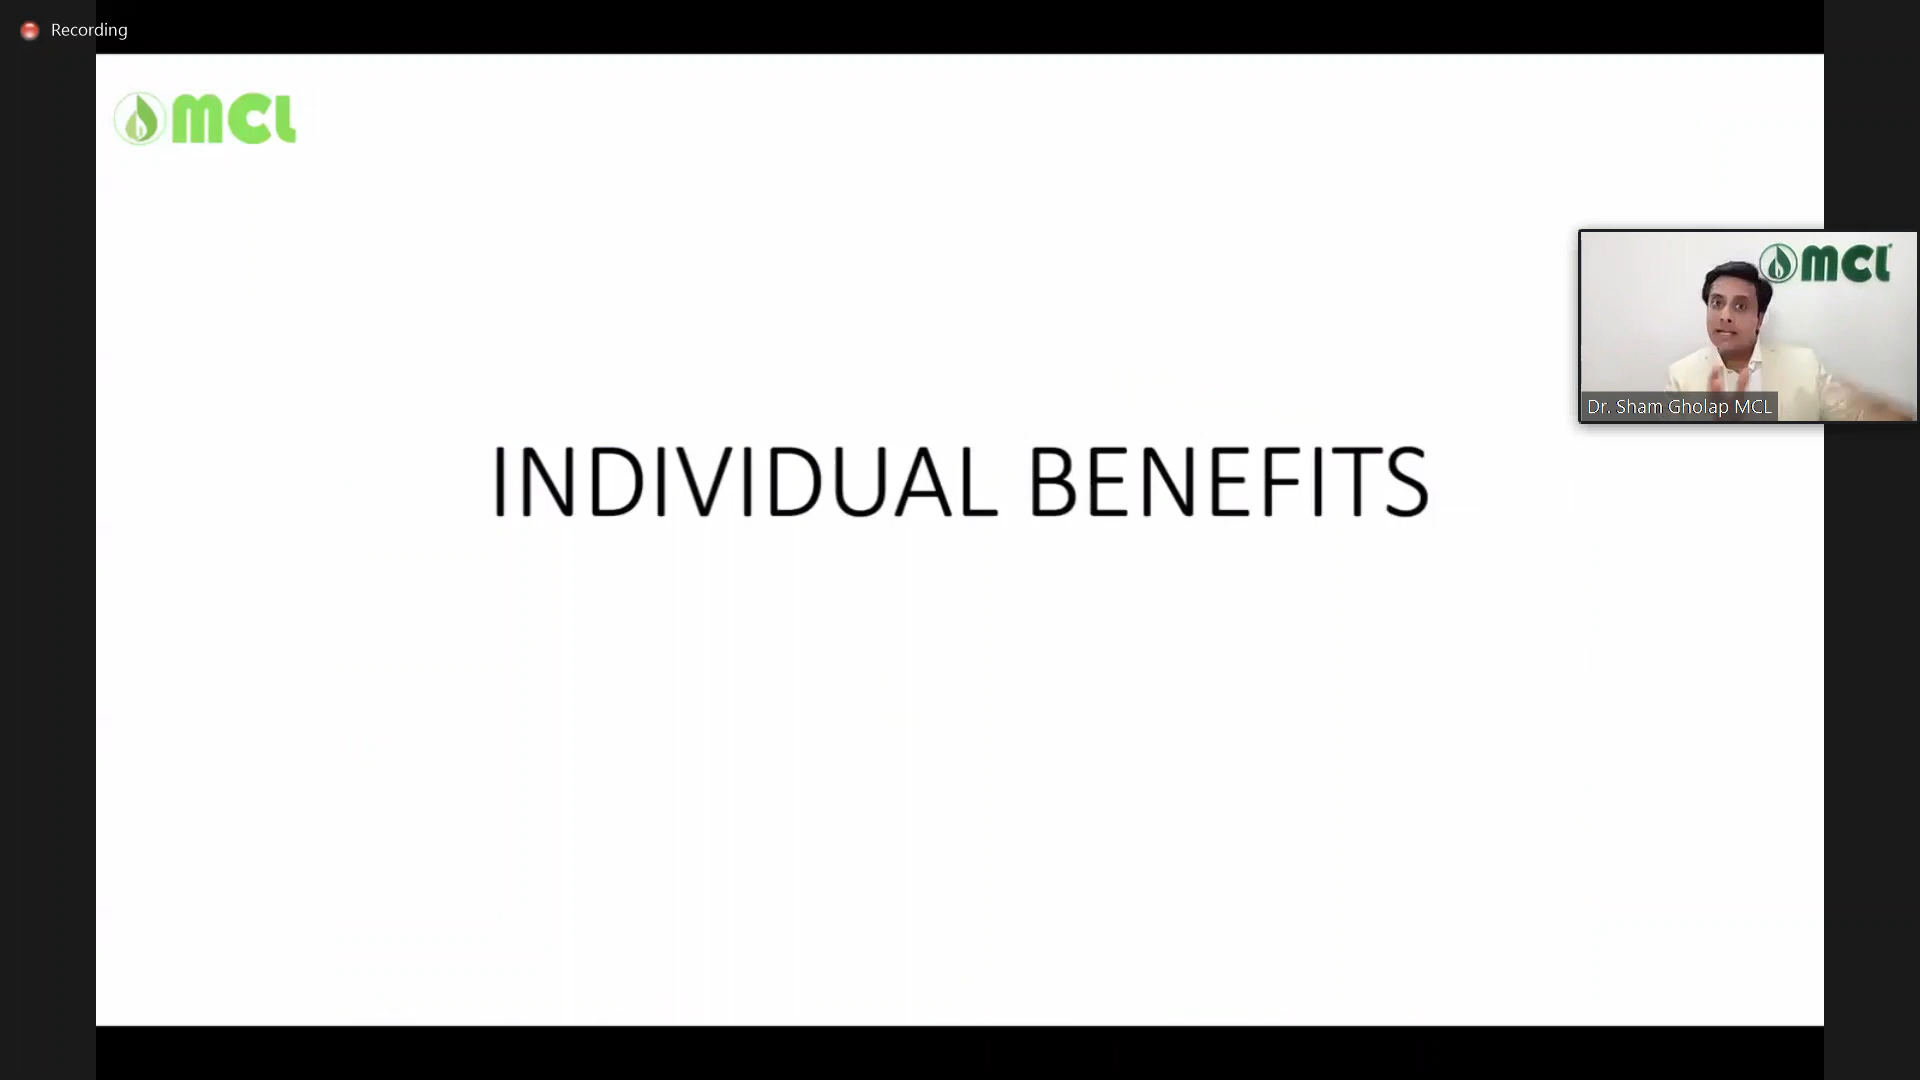 Recording
MCL
MCL
Dr. Sham Gholap MCL
INDIVIDUAL BENEFITS